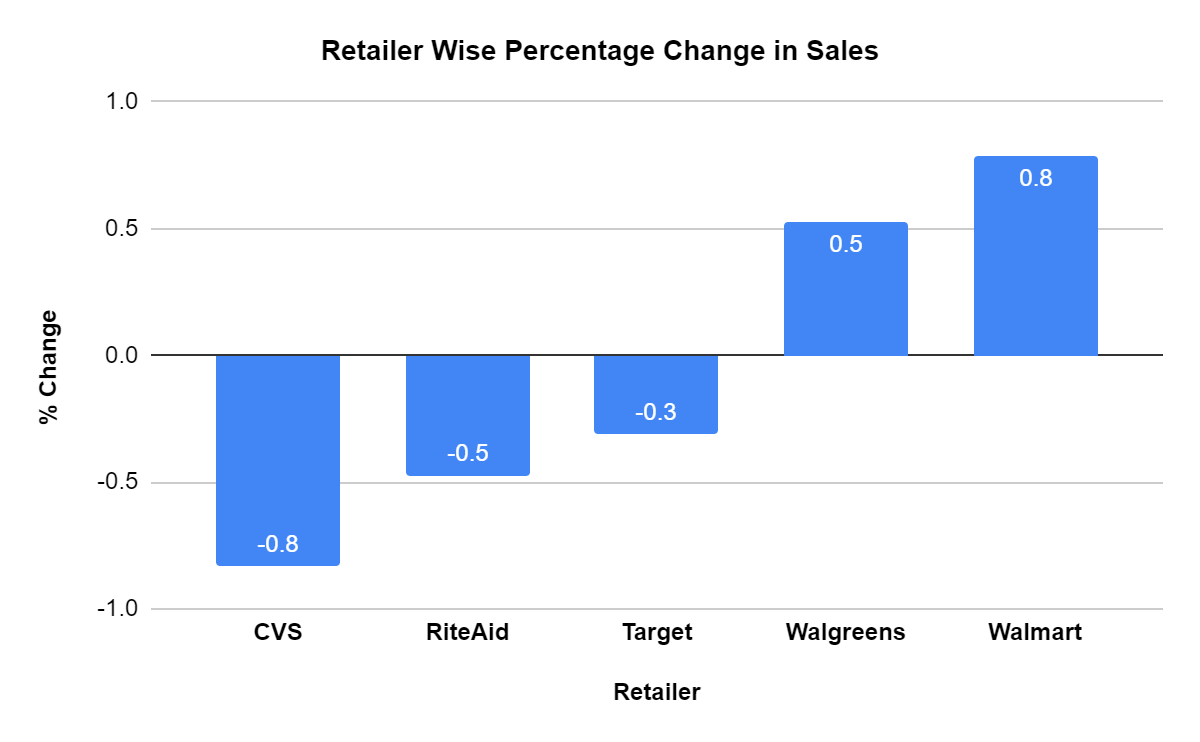 Retailer Wise Percentage Change in Sales
1.0
0.5
0.0
-0.5
-1.0
% Change
-0.8
-0.5
-0.3
0.5
0.8
CVS RiteAid Target Walgreens Walmart
Retailer